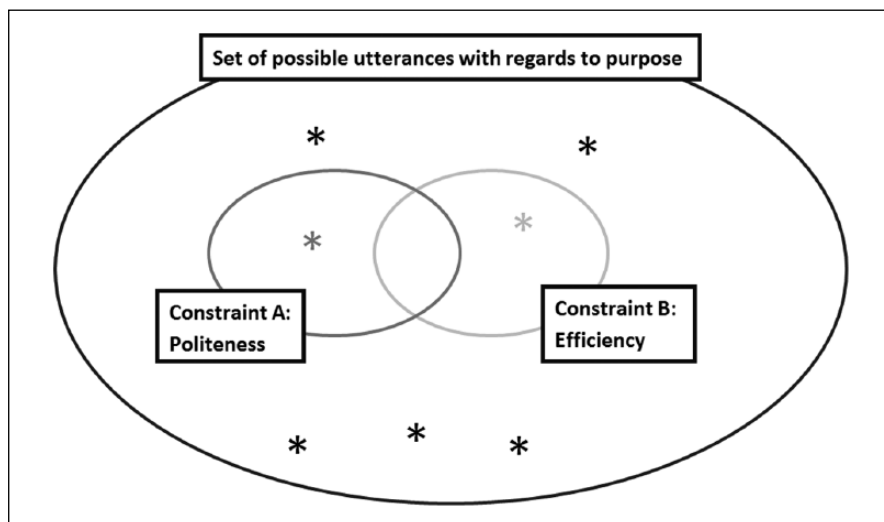 Set of possible utterances with regards to purpose
*
*
*
*
Constraint A:
Politeness
Constraint B:
Efficiency
*
*
*